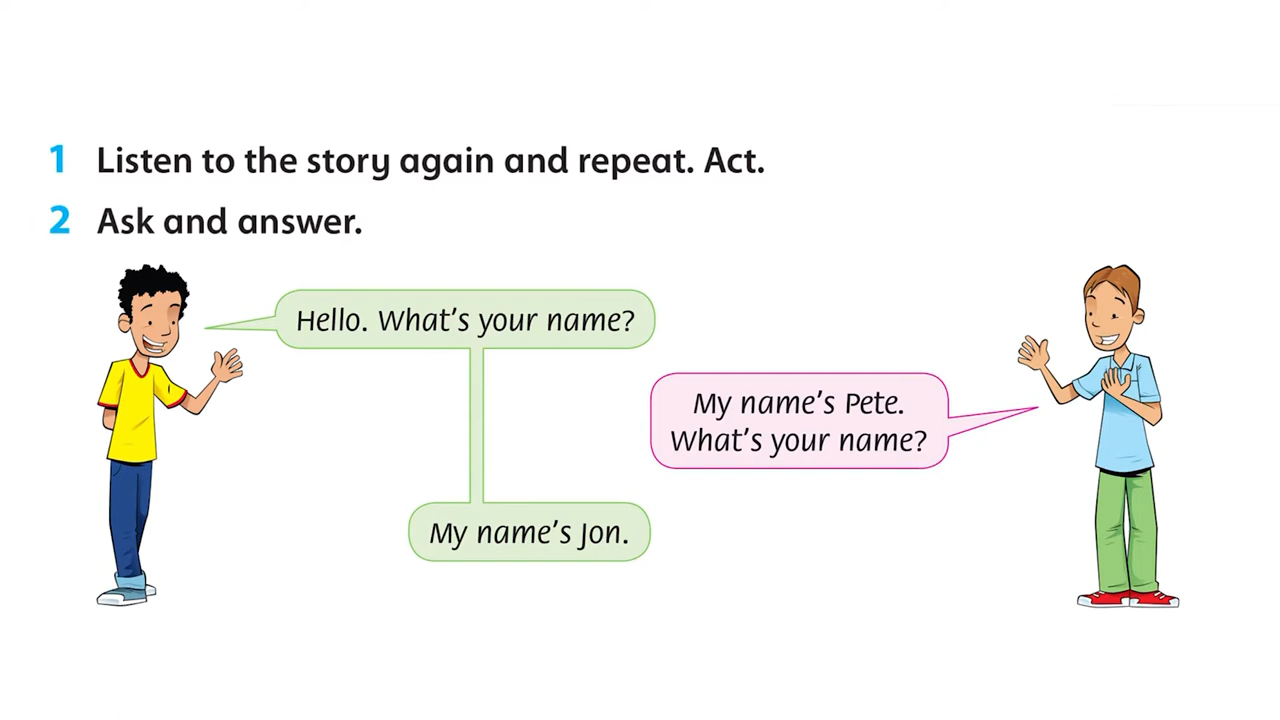 1 Listen to the story again and repeat. Act.
2 Ask and answer.
Hello. What's your name?
My name's Pete.
What's your name?
My name's Jon.